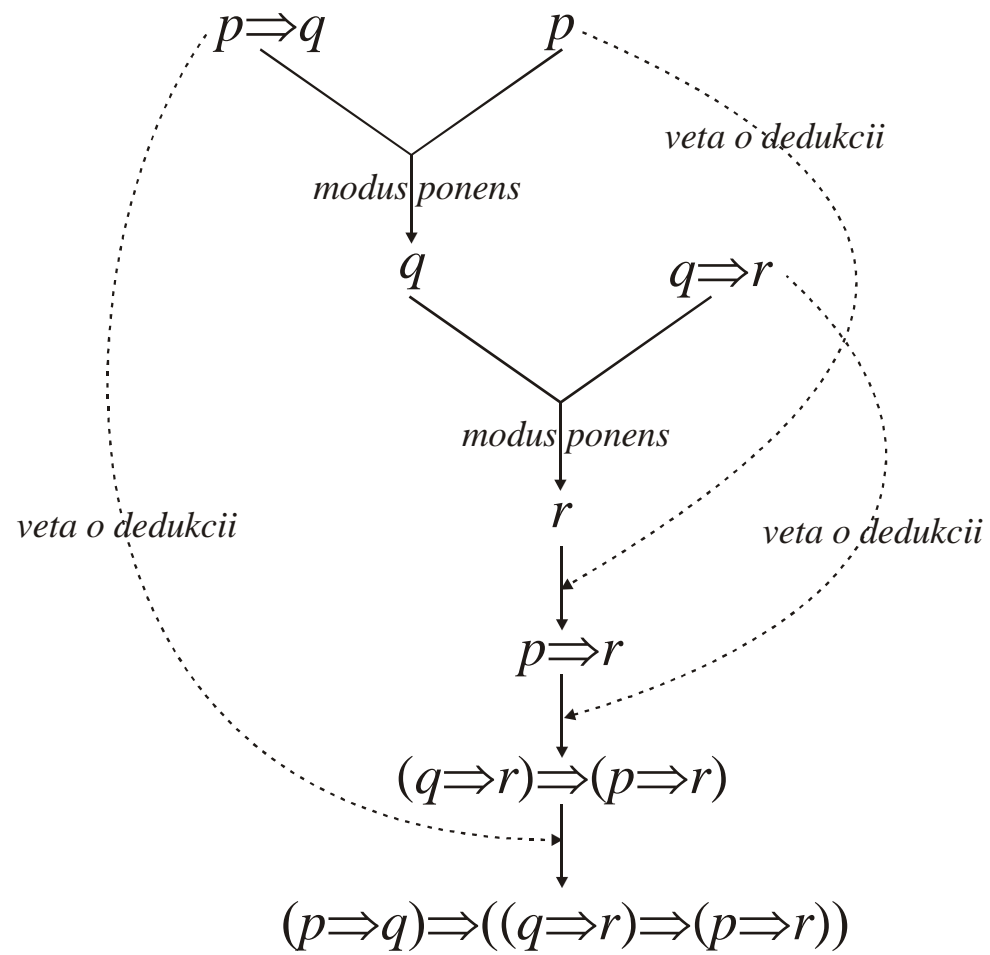 p⇒q p
veta o dedukcii
modus ponens
q q⇒r
modus ponens
r
veta o dedukcii veta o dedukcii
p⇒r
(q⇒r)⇒(p⇒r)
(p⇒q)⇒((q⇒r)⇒(p⇒r))